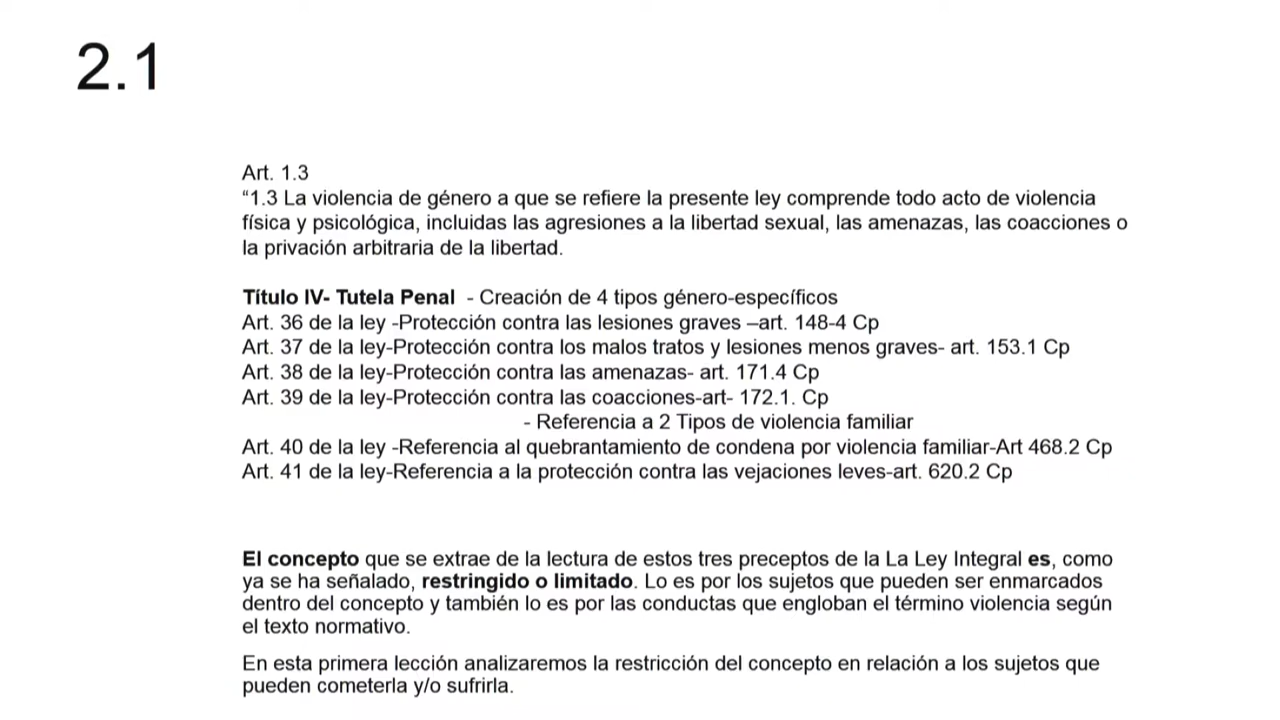 2.1
Art. 1.3
“1.3 La violencia de género a que se refiere la presente ley comprende todo acto de violencia
física y psicológica, incluidas las agresiones a la libertad sexual, las amenazas, las coacciones o
la privación arbitraria de la libertad.
Título IV- Tutela Penal - Creación de 4 tipos género-específicos
Art. 36 de la ley -Protección contra las lesiones graves –art. 148-4 Cp
Art. 37 de la ley-Protección contra los malos tratos y lesiones menos graves- art. 153.1 Cp
Art. 38 de la ley-Protección contra las amenazas- art. 171.4 Cp
Art. 39 de la ley-Protección contra las coacciones-art- 172.1. Cp
- Referencia a 2 Tipos de violencia familiar
Art. 40 de la ley -Referencia al quebrantamiento de condena por violencia familiar-Art 468.2 Cp
Art. 41 de la ley-Referencia a la protección contra las vejaciones leves-art. 620.2 Cp
El concepto que se extrae de la lectura de estos tres preceptos de la La Ley Integral es, como
ya se ha señalado, restringido o limitado. Lo es por los sujetos que pueden ser enmarcados
dentro del concepto y también lo es por las conductas que engloban el término violencia según
el texto normativo.
En esta primera lección analizaremos la restricción del concepto en relación a los sujetos que
pueden cometerla y/o sufrirla.